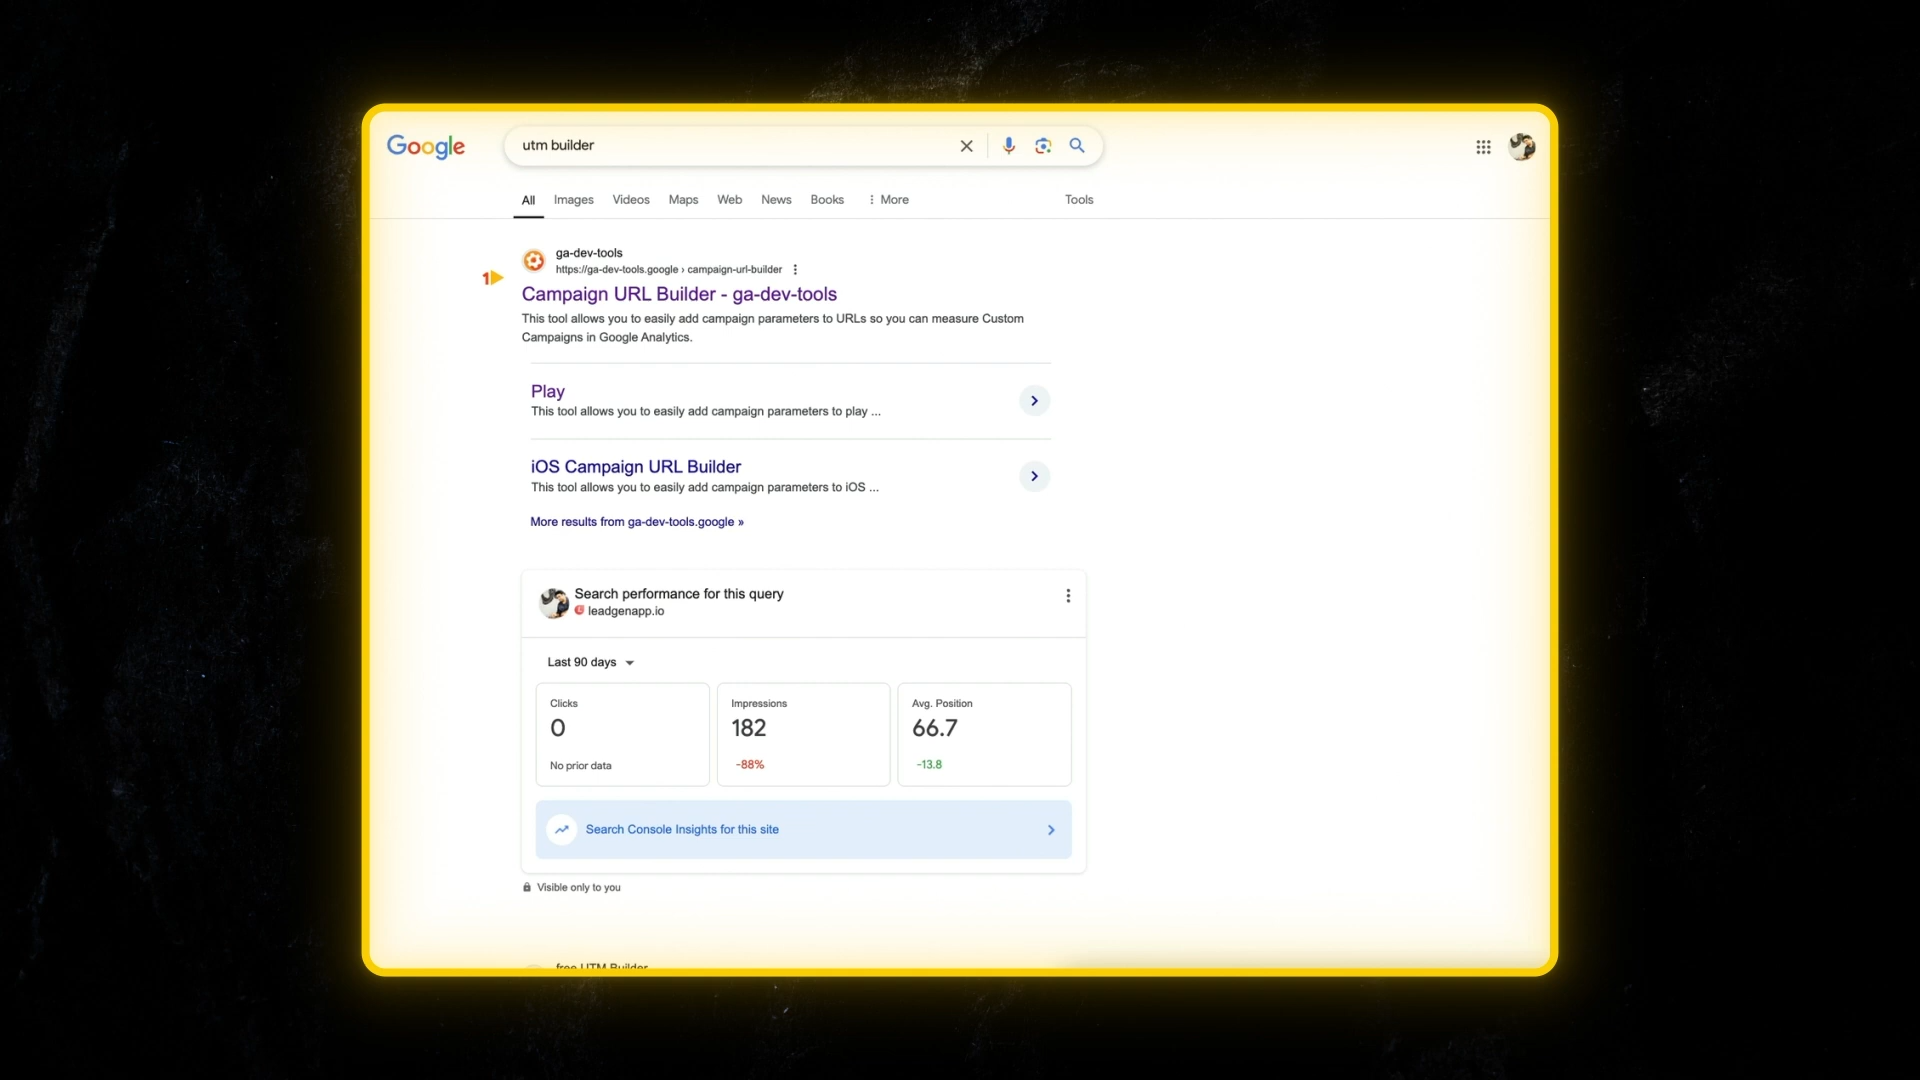 Google
utm builder
All Images Videos Maps Web News Books More Tools
ga-dev-tools
https://ga-dev-tools.google › campaign-url-builder
1
Campaign URL Builder - ga-dev-tools
This tool allows you to easily add campaign parameters to URLs so you can measure Custom
Campaigns in Google Analytics.
Play
This tool allows you to easily add campaign parameters to play ...
iOS Campaign URL Builder
This tool allows you to easily add campaign parameters to iOS ...
More results from ga-dev-tools.google »
Search performance for this query
leadgenapp.io
Last 90 days
Clicks Impressions Avg. Position
0 182 66.7
No prior data -88% -13.8
Search Console Insights for this site
Visible only to you
free UTM Builder